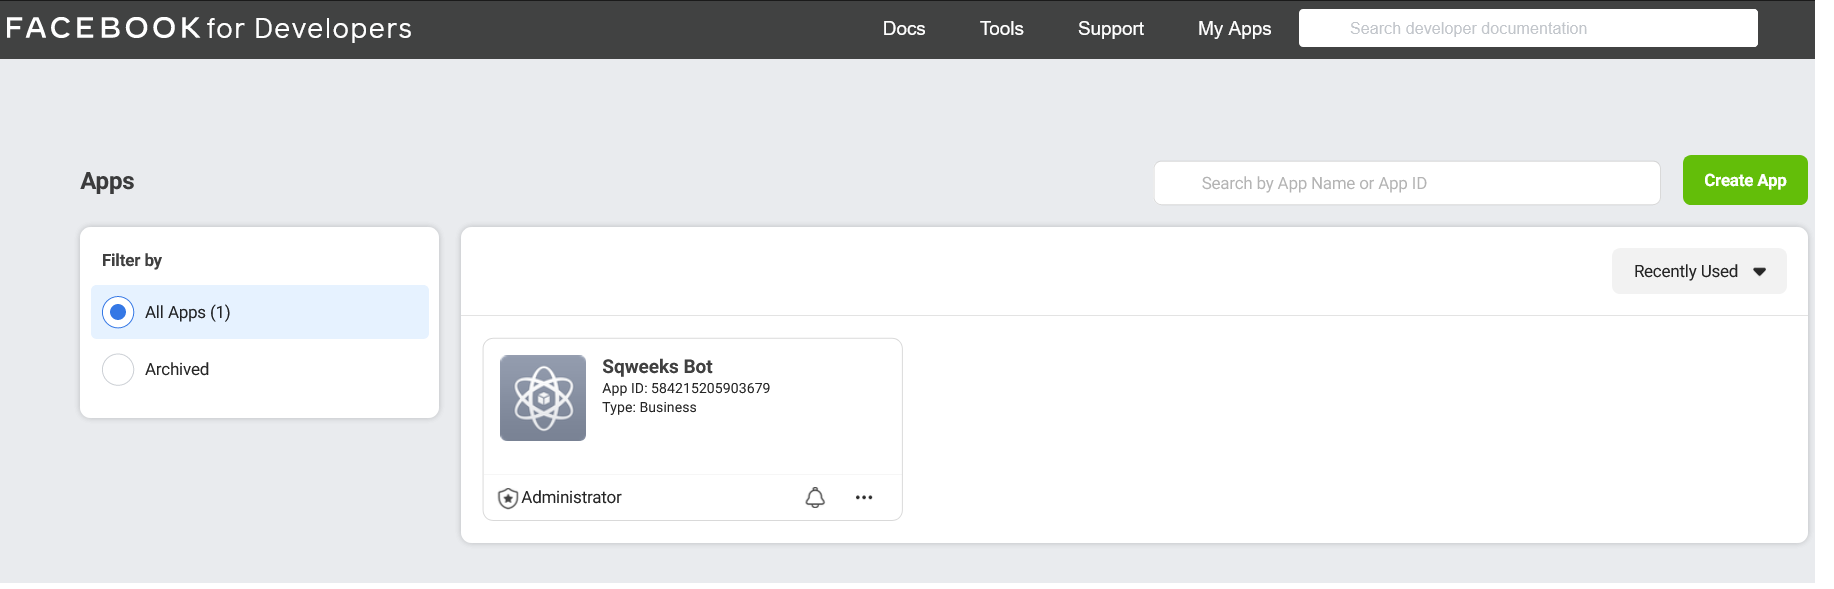 FACEBOOK for Developers
Docs
Tools
Support
My Apps
Search developer documentation
Apps
Search by App Name or App ID
Create App
Filter by
All Apps (1)
Archived
Recently Used
Sqweeks Bot
App ID: 584215205903679
Type: Business
Administrator